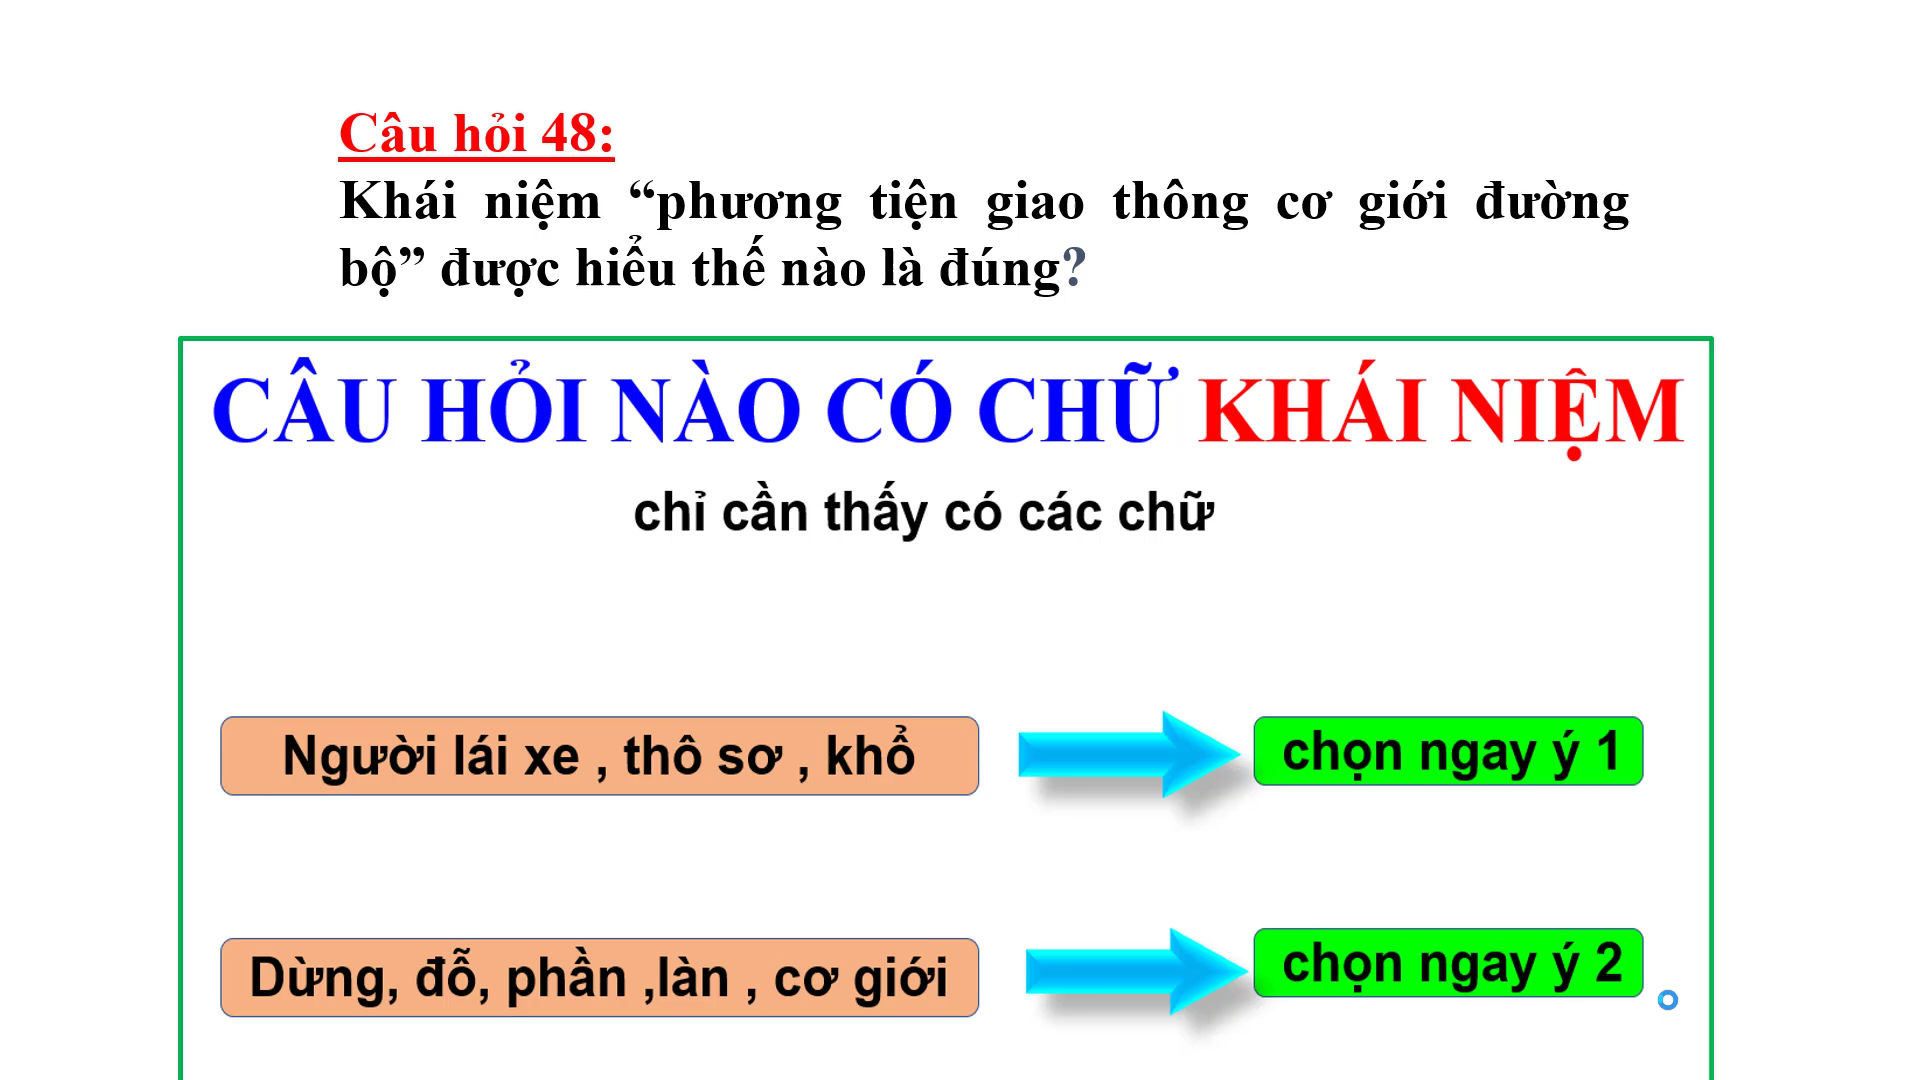 Câu hỏi 48:
Khái niệm “phương tiện giao thông cơ giới đường
bộ” được hiểu thế nào là đúng?
CÂU HỎI NÀO CÓ CHỮ KHÁI NIỆM
chỉ cần thấy có các chữ
Người lái xe , thô sơ , khổ
chọn ngay ý 1
Dừng, đỗ, phần ,làn , cơ giới
chọn ngay ý 2